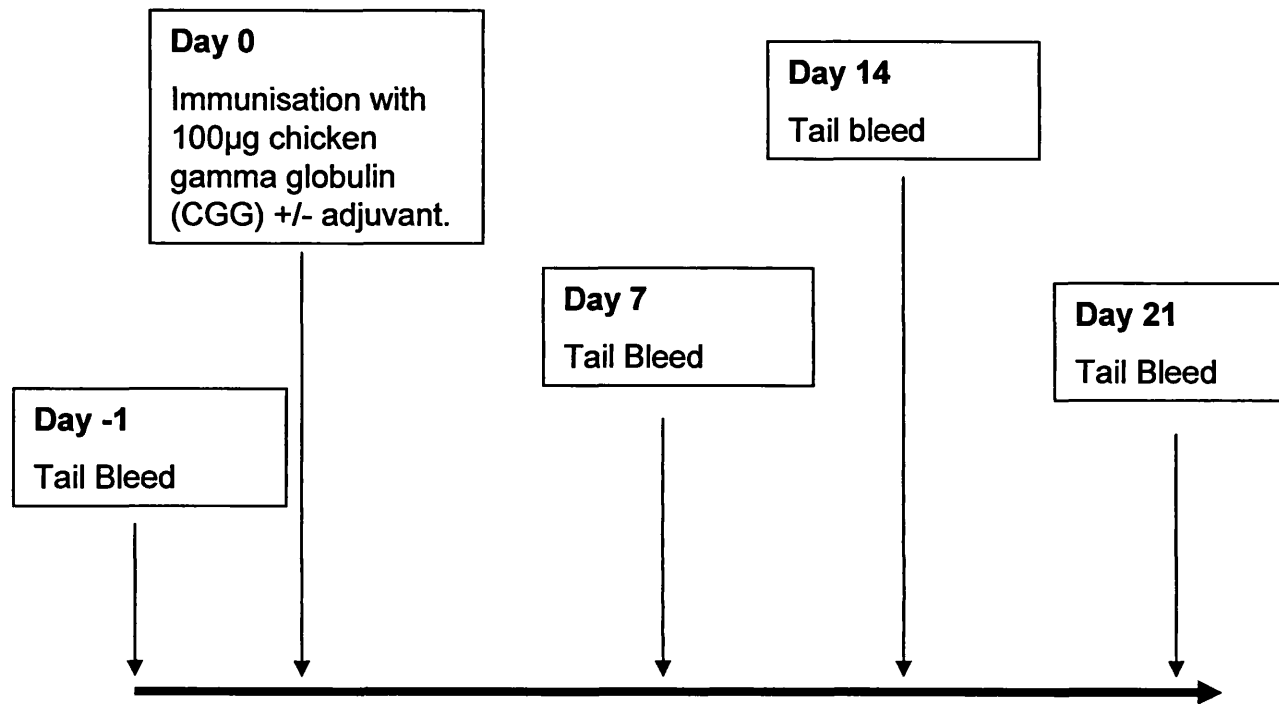 Day 0
Immunisation with
100µg chicken
gamma globulin
(CGG) +/- adjuvant.
Day 14
Tail bleed
Day 7
Tail Bleed
Day 21
Tail Bleed
Day -1
Tail Bleed